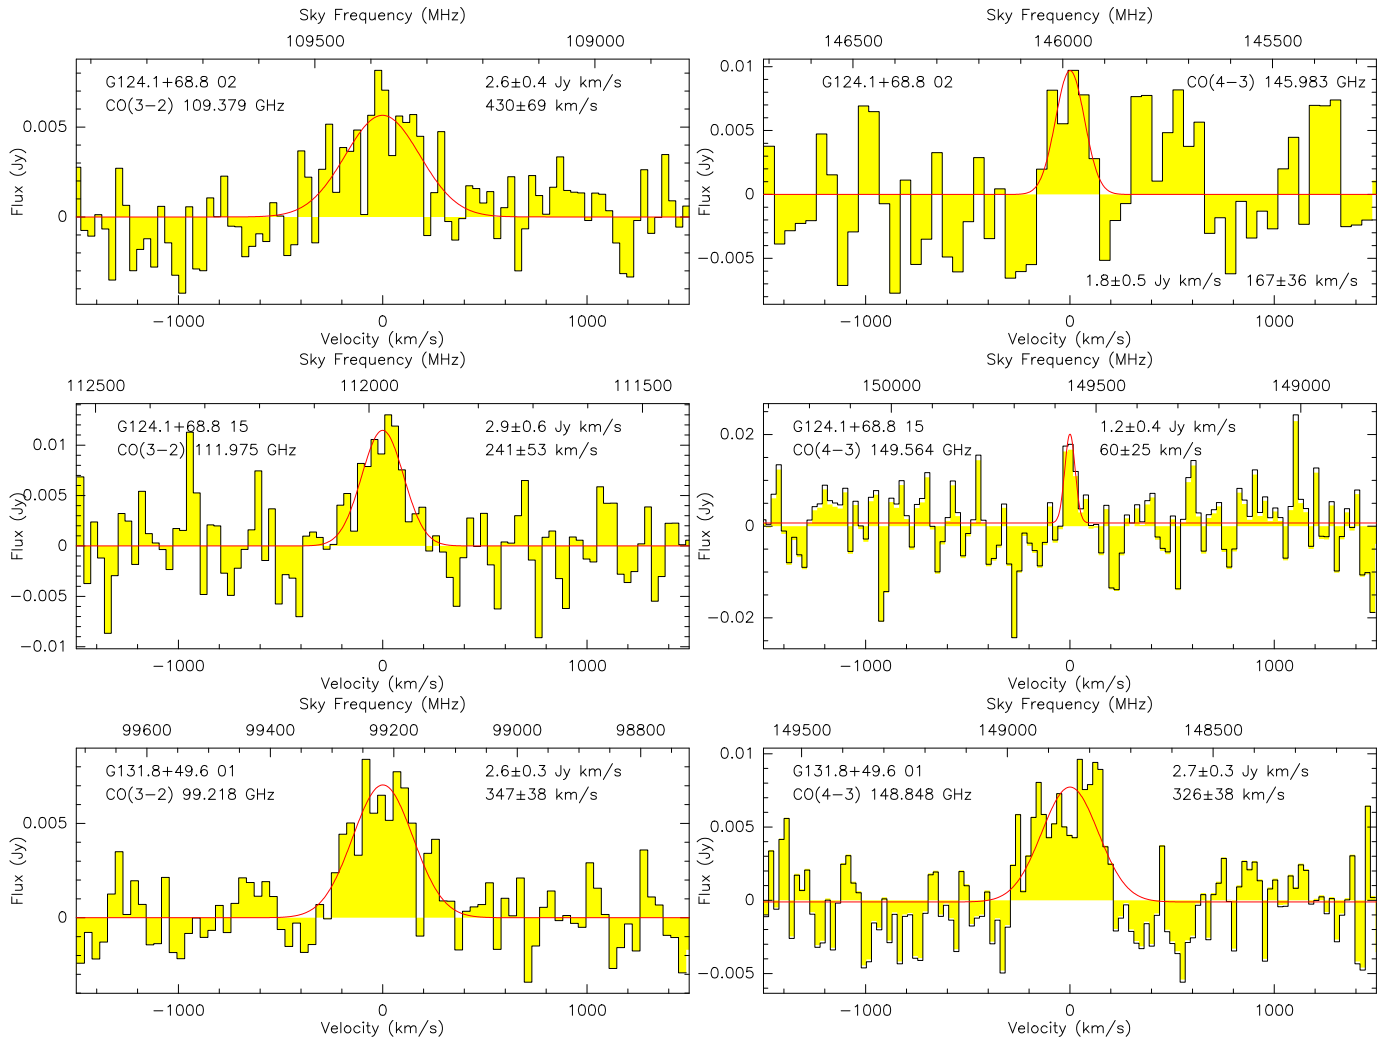 Sky Frequency (MHz)
109500 109000
G124.1+68.8 02
CO(3−2) 109.379 GHz
2.6±0.4 Jy km/s
430±69 km/s
Flux (Jy)
0.005
0
−1000 0 1000
Velocity (km/s)
Sky Frequency (MHz)
146500 146000 145500
G124.1+68.8 02
CO(4−3) 145.983 GHz
1.8±0.5 Jy km/s 167±36 km/s
Flux (Jy)
0.01
0.005
0
−0.005
−1000 0 1000
Velocity (km/s)
Sky Frequency (MHz)
112500 112000 111500
G124.1+68.8 15
CO(3−2) 111.975 GHz
2.9±0.6 Jy km/s
241±53 km/s
Flux (Jy)
0.01
0.005
0
−0.005
−0.01
−1000 0 1000
Velocity (km/s)
Sky Frequency (MHz)
150000 149500 149000
G124.1+68.8 15
CO(4−3) 149.564 GHz
1.2±0.4 Jy km/s
60±25 km/s
Flux (Jy)
0.02
0
−0.02
−1000 0 1000
Velocity (km/s)
Sky Frequency (MHz)
99600 99400 99200 99000 98800
G131.8+49.6 01
CO(3−2) 99.218 GHz
2.6±0.3 Jy km/s
347±38 km/s
Flux (Jy)
0.005
0
−1000 0 1000
Velocity (km/s)
Sky Frequency (MHz)
149500 149000 148500
G131.8+49.6 01
CO(4−3) 148.848 GHz
2.7±0.3 Jy km/s
326±38 km/s
Flux (Jy)
0.01
0.005
0
−0.005
−1000 0 1000
Velocity (km/s)